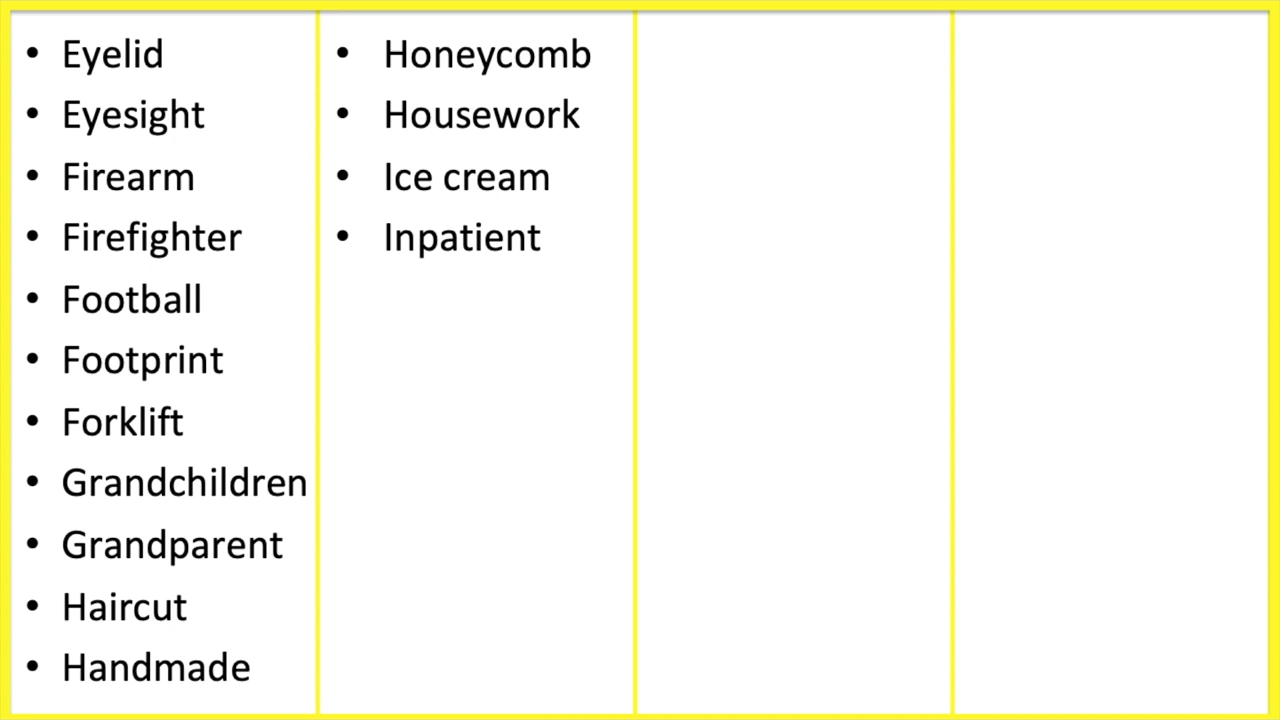 • Eyelid
• Eyesight
• Firearm
• Firefighter
• Football
• Footprint
• Forklift
• Grandchildren
• Grandparent
• Haircut
• Handmade
• Honeycomb
• Housework
• Ice cream
• Inpatient